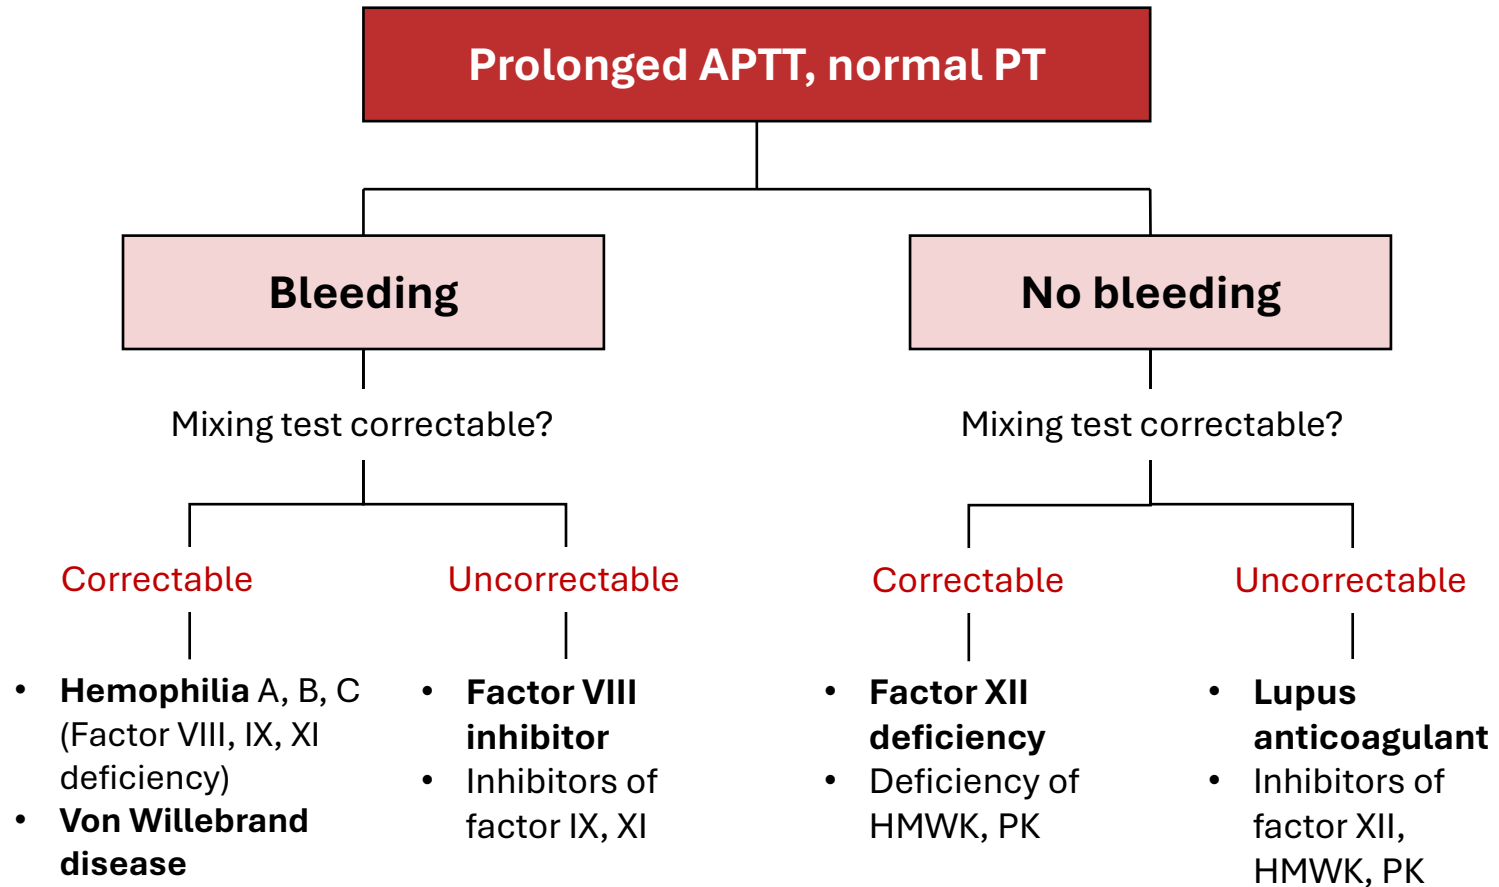 Prolonged APTT, normal PT
Bleeding
No bleeding
Mixing test correctable?
Mixing test correctable?
Correctable
Uncorrectable
Correctable
Uncorrectable
• Hemophilia A, B, C
(Factor VIII, IX, XI
deficiency)
• Von Willebrand
disease
• Factor VIII
inhibitor
• Inhibitors of
factor IX, XI
• Factor XII
deficiency
• Deficiency of
HMWK, PK
• Lupus
anticoagulant
• Inhibitors of
factor XII,
HMWK, PK